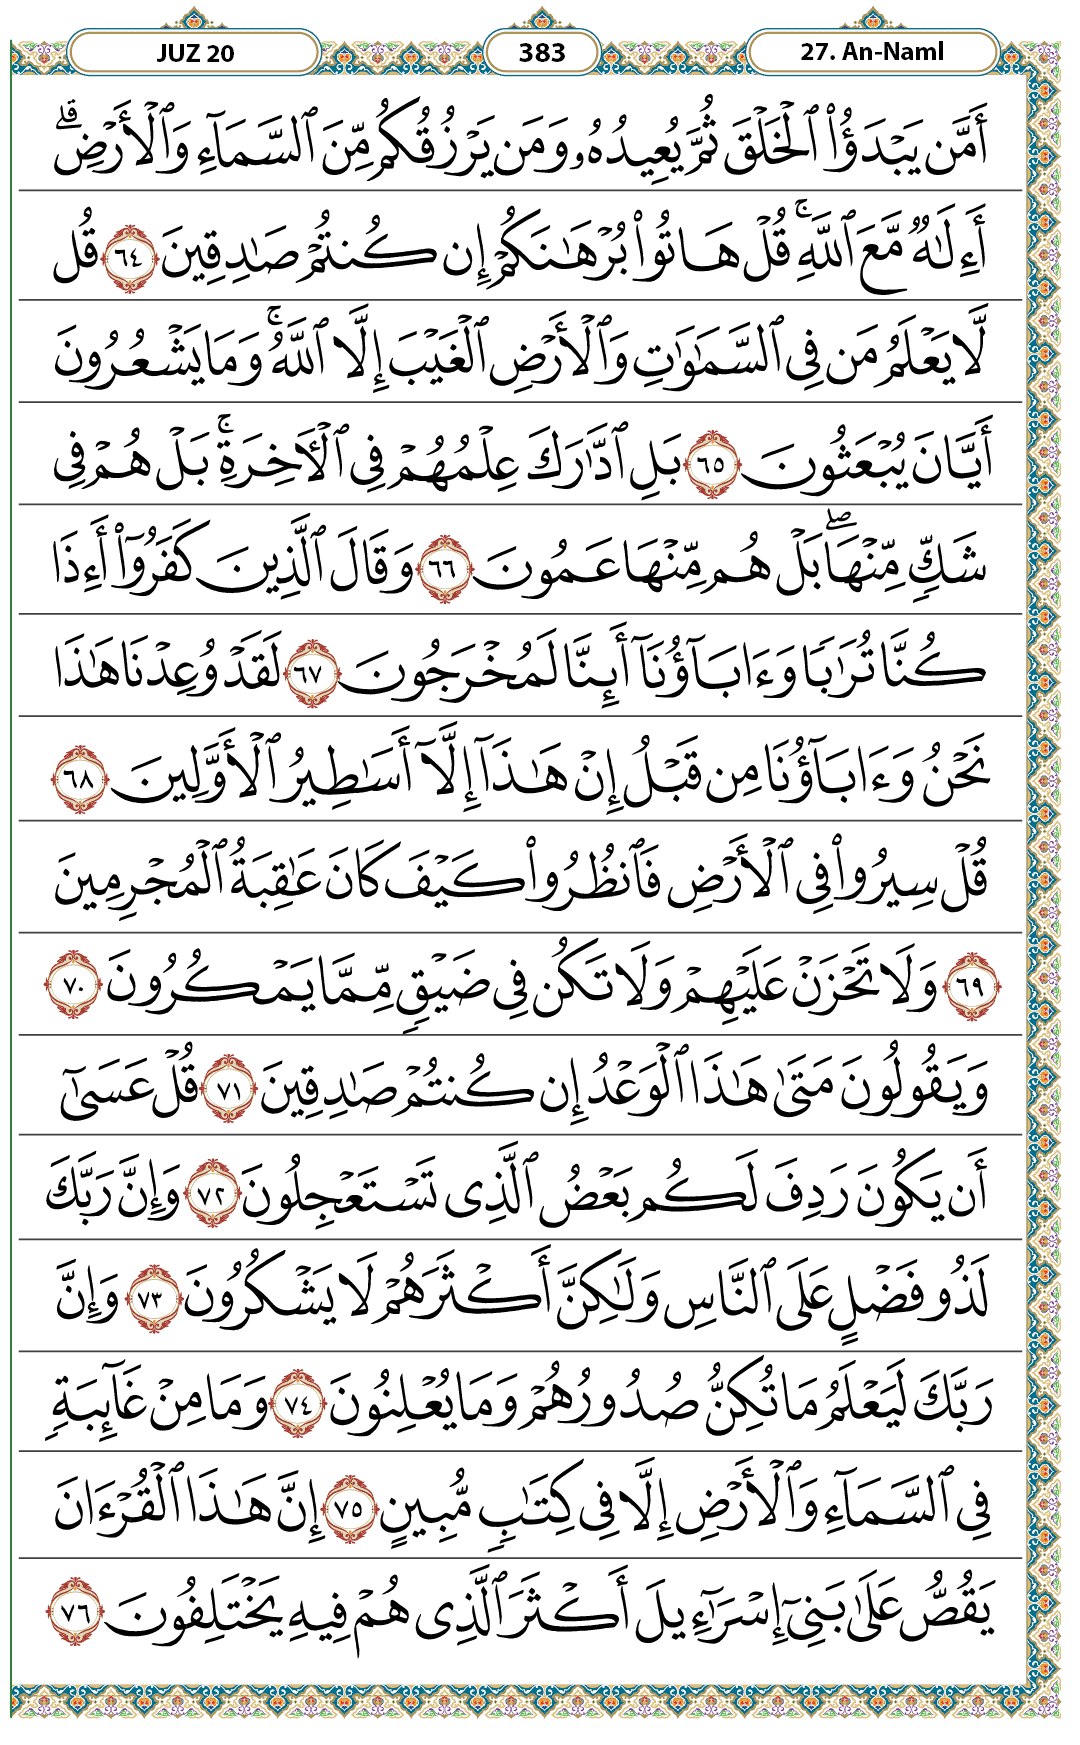 JUZ 20
383
27. An-Naml
أَمَّن يَبْدَؤُا۟ ٱلْخَلْقَ ثُمَّ يُعِيدُهُۥ وَمَن يَرْزُقُكُم مِّنَ ٱلسَّمَآءِ وَٱلْأَرْضِ ۗ
أَءِلَـٰهٌ مَّعَ ٱللَّهِ ۚ قُلْ هَاتُوا۟ بُرْهَـٰنَكُمْ إِن كُنتُمْ صَـٰدِقِينَ ٦٤ قُل
لَّا يَعْلَمُ مَن فِى ٱلسَّمَـٰوَٰتِ وَٱلْأَرْضِ ٱلْغَيْبَ إِلَّا ٱللَّهُ ۚ وَمَا يَشْعُرُونَ
أَيَّانَ يُبْعَثُونَ ٦٥ بَلِ ٱدَّٰرَكَ عِلْمُهُمْ فِى ٱلْـَٔاخِرَةِ ۚ بَلْ هُمْ فِى
شَكٍّ مِّنْهَا ۖ بَلْ هُم مِّنْهَا عَمُونَ ٦٦ وَقَالَ ٱلَّذِينَ كَفَرُوٓا۟ أَءِذَا
كُنَّا تُرَٰبًا وَءَابَآؤُنَآ أَئِنَّا لَمُخْرَجُونَ ٦٧ لَقَدْ وُعِدْنَا هَـٰذَا
نَحْنُ وَءَابَآؤُنَا مِن قَبْلُ إِنْ هَـٰذَآ إِلَّآ أَسَـٰطِيرُ ٱلْأَوَّلِينَ ٦٨
قُلْ سِيرُوا۟ فِى ٱلْأَرْضِ فَٱنظُرُوا۟ كَيْفَ كَانَ عَـٰقِبَةُ ٱلْمُجْرِمِينَ
٦٩ وَلَا تَحْزَنْ عَلَيْهِمْ وَلَا تَكُن فِى ضَيْقٍ مِّمَّا يَمْكُرُونَ ٧٠
وَيَقُولُونَ مَتَىٰ هَـٰذَا ٱلْوَعْدُ إِن كُنتُمْ صَـٰدِقِينَ ٧١ قُلْ عَسَىٰٓ
أَن يَكُونَ رَدِفَ لَكُم بَعْضُ ٱلَّذِى تَسْتَعْجِلُونَ ٧٢ وَإِنَّ رَبَّكَ
لَذُو فَضْلٍ عَلَى ٱلنَّاسِ وَلَـٰكِنَّ أَكْثَرَهُمْ لَا يَشْكُرُونَ ٧٣ وَإِنَّ
رَبَّكَ لَيَعْلَمُ مَا تُكِنُّ صُدُورُهُمْ وَمَا يُعْلِنُونَ ٧٤ وَمَا مِنْ غَآئِبَةٍ
فِى ٱلسَّمَآءِ وَٱلْأَرْضِ إِلَّا فِى كِتَـٰبٍ مُّبِينٍ ٧٥ إِنَّ هَـٰذَا ٱلْقُرْءَانَ
يَقُصُّ عَلَىٰ بَنِىٓ إِسْرَٰٓءِيلَ أَكْثَرَ ٱلَّذِى هُمْ فِيهِ يَخْتَلِفُونَ ٧٦